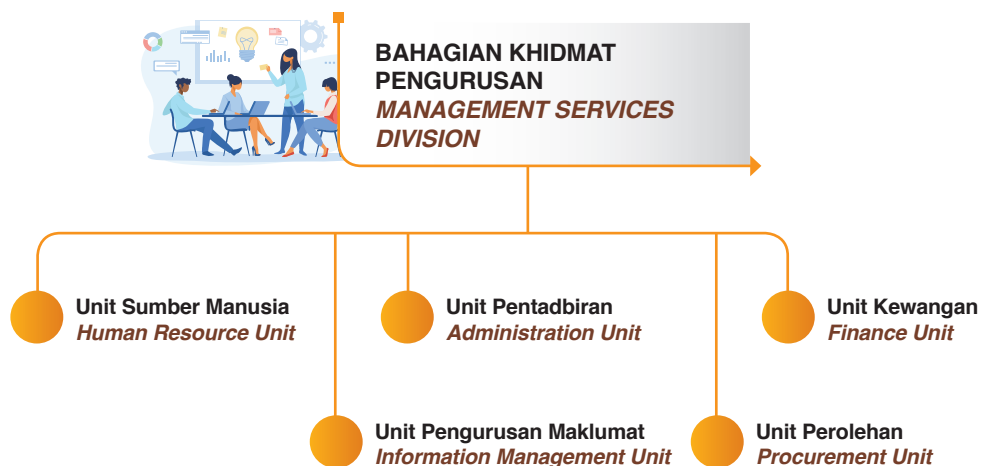 BAHAGIAN KHIDMAT
PENGURUSAN
MANAGEMENT SERVICES
DIVISION
Unit Sumber Manusia
Human Resource Unit
Unit Pentadbiran
Administration Unit
Unit Kewangan
Finance Unit
Unit Pengurusan Maklumat
Information Management Unit
Unit Perolehan
Procurement Unit